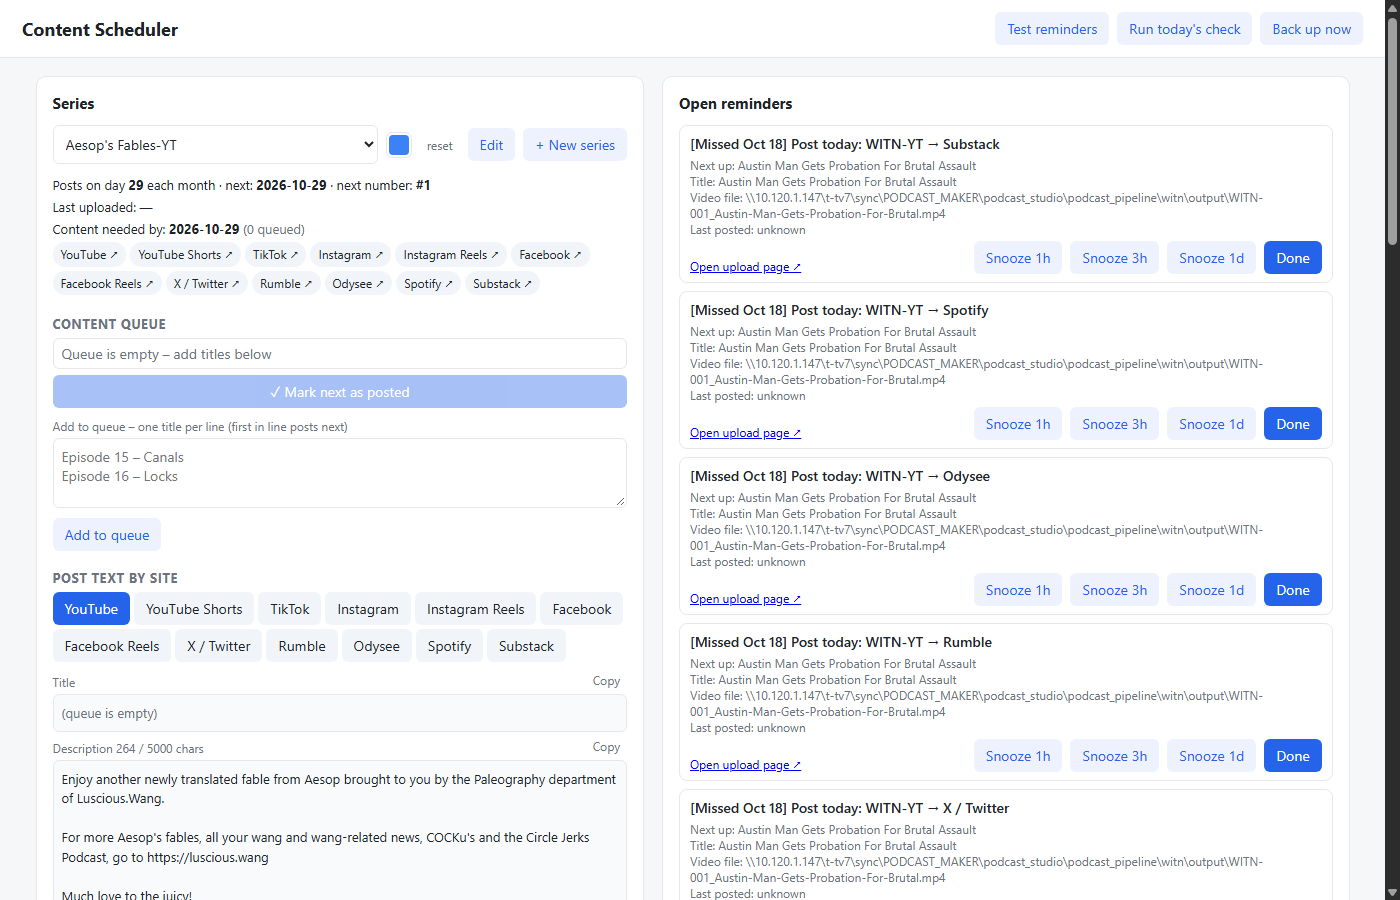 Content Scheduler
Test reminders
Run today's check
Back up now
Series
Aesop's Fables-YT
reset
Edit
+ New series
Posts on day 29 each month · next: 2026-10-29 · next number: #1
Last uploaded: —
Content needed by: 2026-10-29 (0 queued)
YouTube ↗ YouTube Shorts ↗ TikTok ↗ Instagram ↗ Instagram Reels ↗ Facebook ↗
Facebook Reels ↗ X / Twitter ↗ Rumble ↗ Odysee ↗ Spotify ↗ Substack ↗
CONTENT QUEUE
Queue is empty – add titles below
✓ Mark next as posted
Add to queue – one title per line (first in line posts next)
Episode 15 – Canals
Episode 16 – Locks
Add to queue
POST TEXT BY SITE
YouTube YouTube Shorts TikTok Instagram Instagram Reels Facebook
Facebook Reels X / Twitter Rumble Odysee Spotify Substack
Title Copy
(queue is empty)
Description 264 / 5000 chars Copy
Enjoy another newly translated fable from Aesop brought to you by the Paleography department
of Luscious.Wang.
For more Aesop's fables, all your wang and wang-related news, COCKu's and the Circle Jerks
Podcast, go to https://luscious.wang
Much love to the juicy!
Open reminders
[Missed Oct 18] Post today: WITN-YT → Substack
Next up: Austin Man Gets Probation For Brutal Assault
Title: Austin Man Gets Probation For Brutal Assault
Video file: \\10.120.1.147\t-tv7\sync\PODCAST_MAKER\podcast_studio\podcast_pipeline\witn\output\WITN-
001_Austin-Man-Gets-Probation-For-Brutal.mp4
Last posted: unknown
Open upload page ↗ Snooze 1h Snooze 3h Snooze 1d Done
[Missed Oct 18] Post today: WITN-YT → Spotify
Next up: Austin Man Gets Probation For Brutal Assault
Title: Austin Man Gets Probation For Brutal Assault
Video file: \\10.120.1.147\t-tv7\sync\PODCAST_MAKER\podcast_studio\podcast_pipeline\witn\output\WITN-
001_Austin-Man-Gets-Probation-For-Brutal.mp4
Last posted: unknown
Open upload page ↗ Snooze 1h Snooze 3h Snooze 1d Done
[Missed Oct 18] Post today: WITN-YT → Odysee
Next up: Austin Man Gets Probation For Brutal Assault
Title: Austin Man Gets Probation For Brutal Assault
Video file: \\10.120.1.147\t-tv7\sync\PODCAST_MAKER\podcast_studio\podcast_pipeline\witn\output\WITN-
001_Austin-Man-Gets-Probation-For-Brutal.mp4
Last posted: unknown
Open upload page ↗ Snooze 1h Snooze 3h Snooze 1d Done
[Missed Oct 18] Post today: WITN-YT → Rumble
Next up: Austin Man Gets Probation For Brutal Assault
Title: Austin Man Gets Probation For Brutal Assault
Video file: \\10.120.1.147\t-tv7\sync\PODCAST_MAKER\podcast_studio\podcast_pipeline\witn\output\WITN-
001_Austin-Man-Gets-Probation-For-Brutal.mp4
Last posted: unknown
Open upload page ↗ Snooze 1h Snooze 3h Snooze 1d Done
[Missed Oct 18] Post today: WITN-YT → X / Twitter
Next up: Austin Man Gets Probation For Brutal Assault
Title: Austin Man Gets Probation For Brutal Assault
Video file: \\10.120.1.147\t-tv7\sync\PODCAST_MAKER\podcast_studio\podcast_pipeline\witn\output\WITN-
001_Austin-Man-Gets-Probation-For-Brutal.mp4
Last posted: unknown